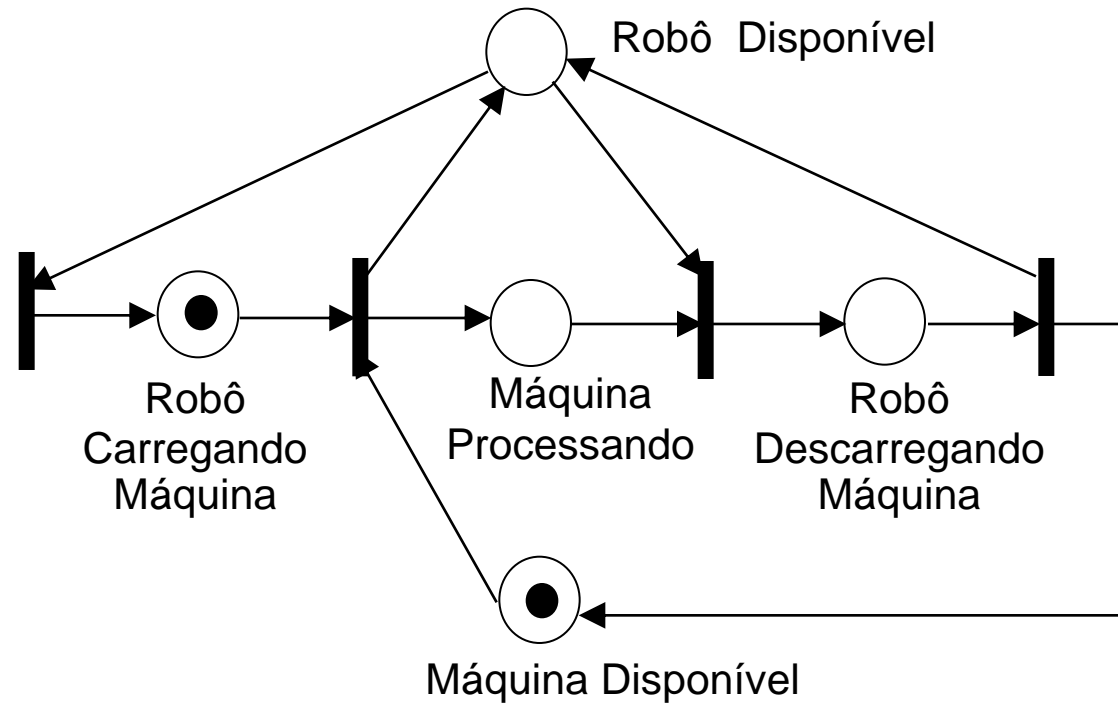 Robô Disponível
Robô
Carregando
Máquina
Máquina
Processando
Robô
Descarregando
Máquina
Máquina Disponível